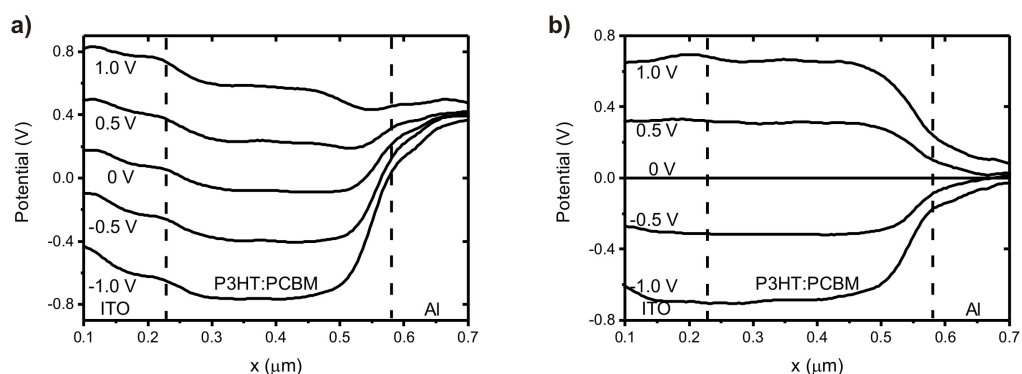 a)
Potential (V)
0.8
0.4
0.0
-0.4
-0.8
1.0 V
0.5 V
0 V
-0.5 V
-1.0 V
P3HT:PCBM
ITO
Al
0.1 0.2 0.3 0.4 0.5 0.6 0.7
x (μm)
b)
Potential (V)
0.8
0.4
0.0
-0.4
-0.8
1.0 V
0.5 V
0 V
-0.5 V
P3HT:PCBM
-1.0 V
ITO
Al
0.1 0.2 0.3 0.4 0.5 0.6 0.7
x (μm)